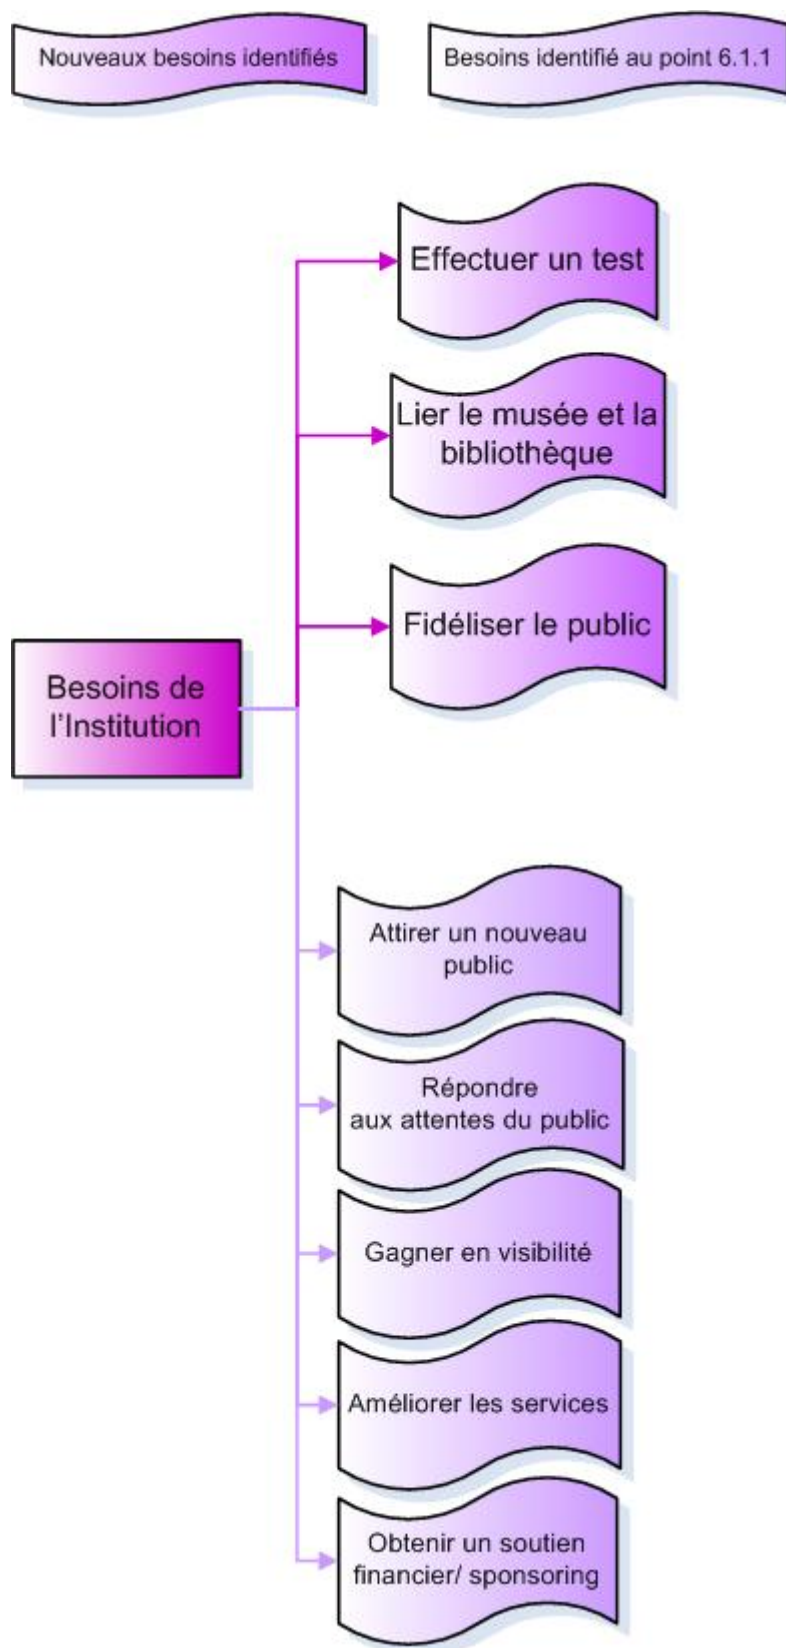 Nouveaux besoins identifiés
Besoins identifié au point 6.1.1
Effectuer un test
Lier le musée et la
bibliothèque
Fidéliser le public
Besoins de
l'Institution
Attirer un nouveau
public
Répondre
aux attentes du public
Gagner en visibilité
Améliorer les services
Obtenir un soutien
financier/ sponsoring